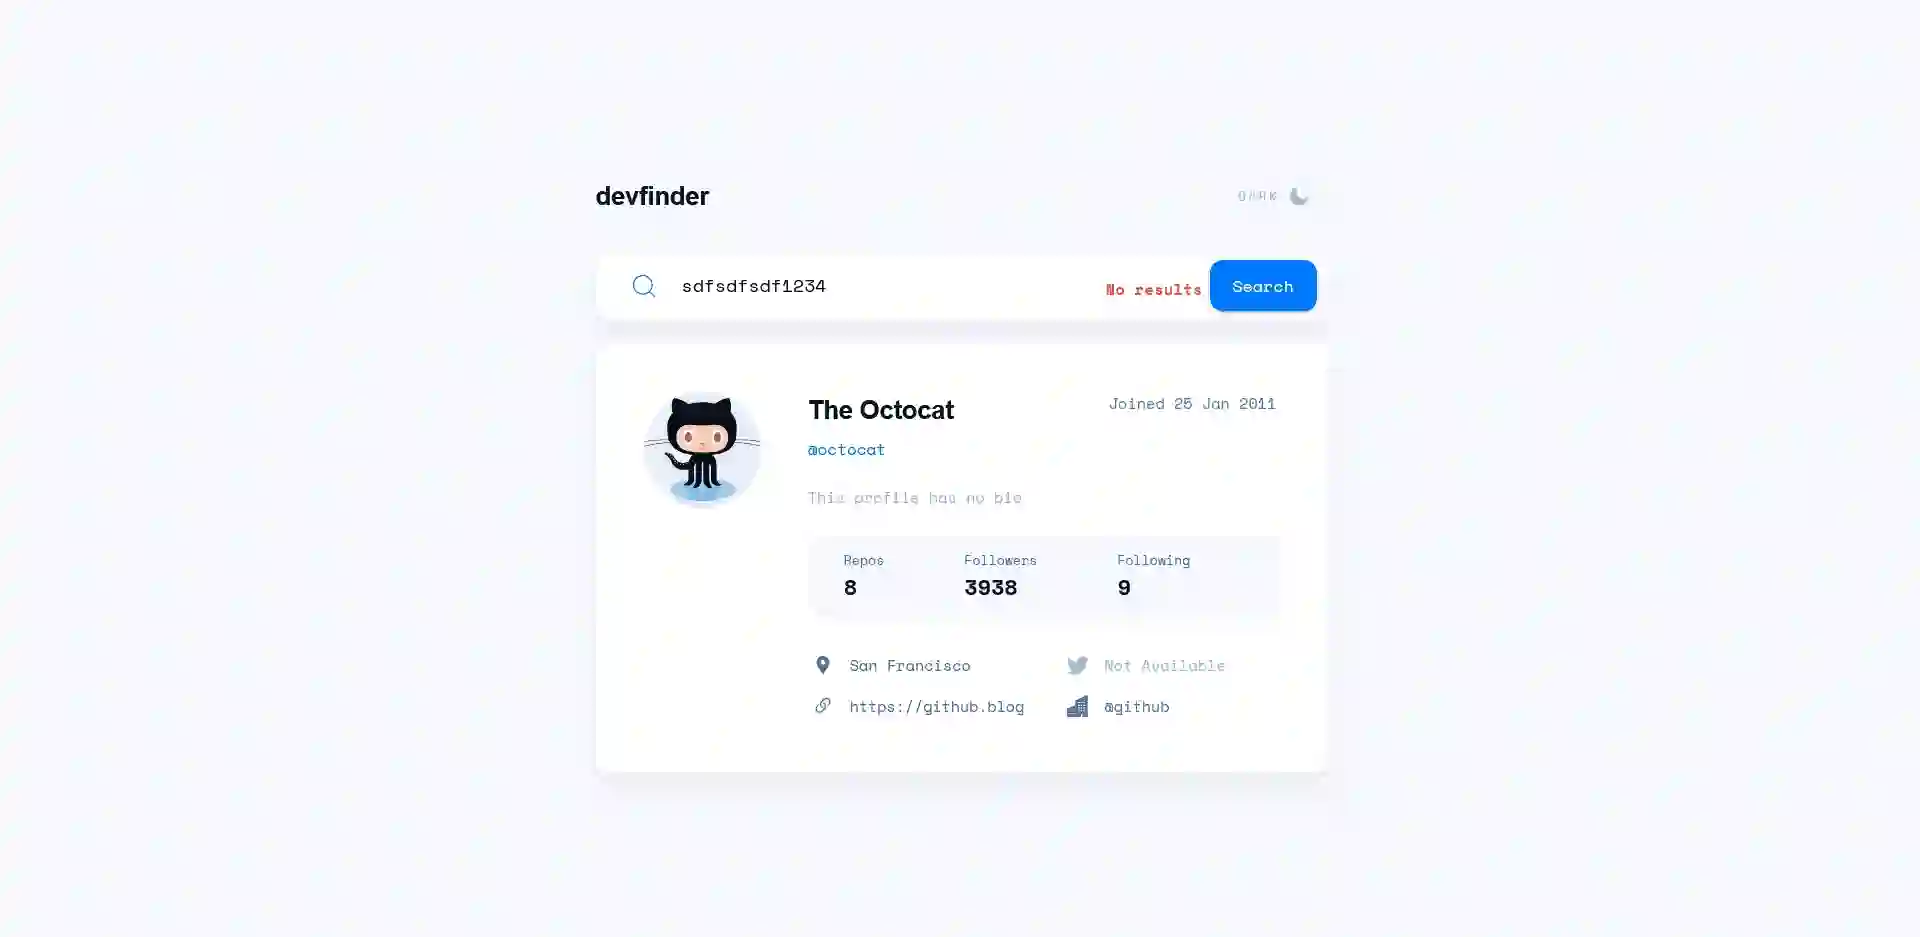 devfinder
DARK
sdfsdfsdf1234
No results
Search
The Octocat
Joined 25 Jan 2011
@octocat
This profile has no bio
Repos
Followers
Following
8
3938
9
San Francisco
Not Available
https://github.blog
@github